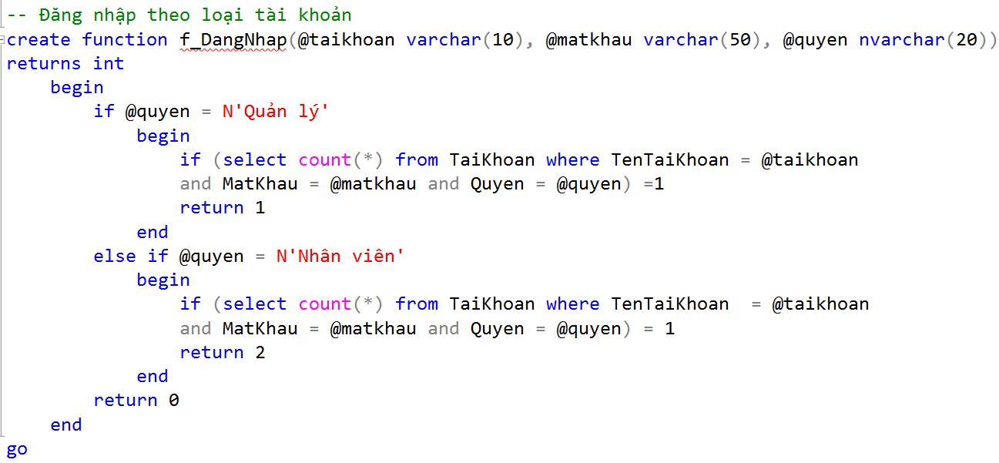 -- Đăng nhập theo loại tài khoản
create function f_DangNhap(@taikhoan varchar(10), @matkhau varchar(50), @quyen nvarchar(20))
returns int
    begin
        if @quyen = N'Quản lý'
            begin
                if (select count(*) from TaiKhoan where TenTaiKhoan = @taikhoan
                and MatKhau = @matkhau and Quyen = @quyen) =1
                return 1
            end
        else if @quyen = N'Nhân viên'
            begin
                if (select count(*) from TaiKhoan where TenTaiKhoan  = @taikhoan
                and MatKhau = @matkhau and Quyen = @quyen) = 1
                return 2
            end
        return 0
    end
go